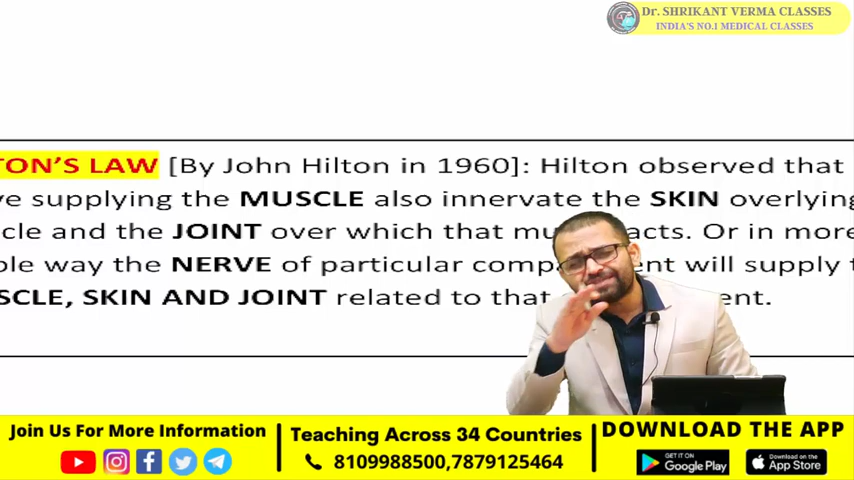 Dr. SHRIKANT VERMA CLASSES
INDIA'S NO.1 MEDICAL CLASSES
TON'S LAW [By John Hilton in 1960]: Hilton observed that
ve supplying the MUSCLE also innervate the SKIN overlying
cle and the JOINT over which that mu acts. Or in more
ple way the NERVE of particular comp ent will supply t
SCLE, SKIN AND JOINT related to that ent.
Join Us For More Information
Teaching Across 34 Countries
8109988500,7879125464
DOWNLOAD THE APP
GET IT ON
Google Play
Download on the
App Store